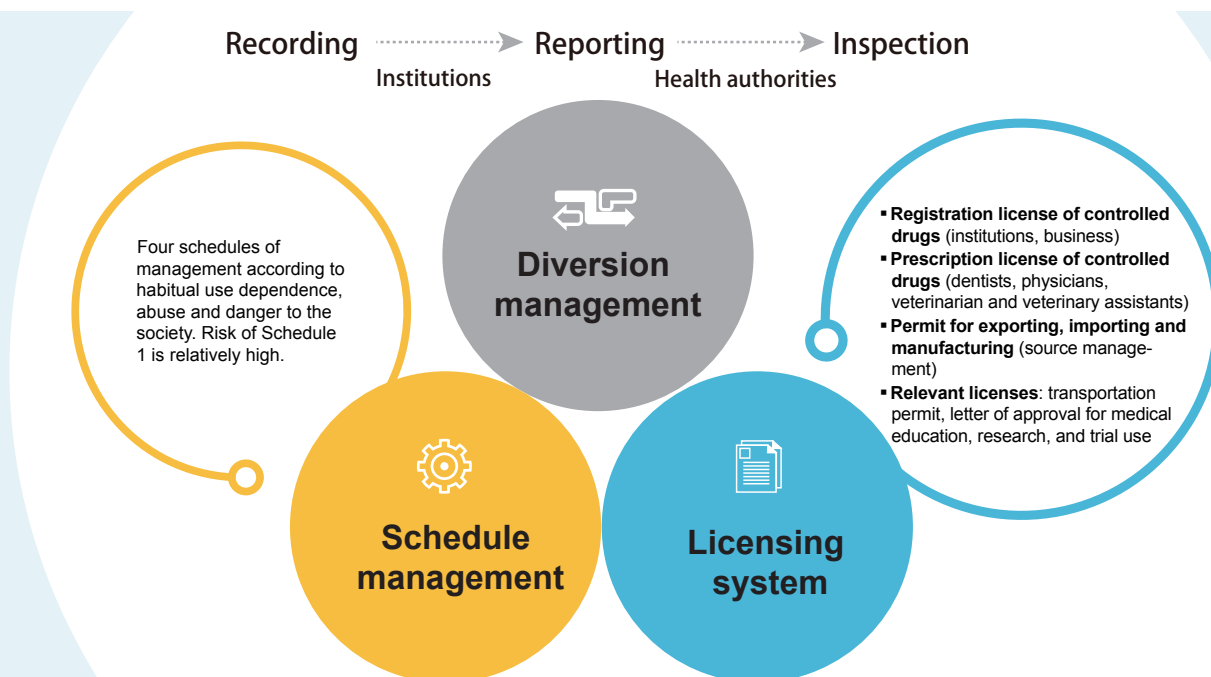 Recording Reporting Inspection
Institutions Health authorities
Diversion
management
Four schedules of
management according to
habitual use dependence,
abuse and danger to the
society. Risk of Schedule
1 is relatively high.
▪ Registration license of controlled
drugs (institutions, business)
▪ Prescription license of controlled
drugs (dentists, physicians,
veterinarian and veterinary assistants)
▪ Permit for exporting, importing and
manufacturing (source manage-
ment)
▪ Relevant licenses: transportation
permit, letter of approval for medical
education, research, and trial use
Schedule
management
Licensing
system